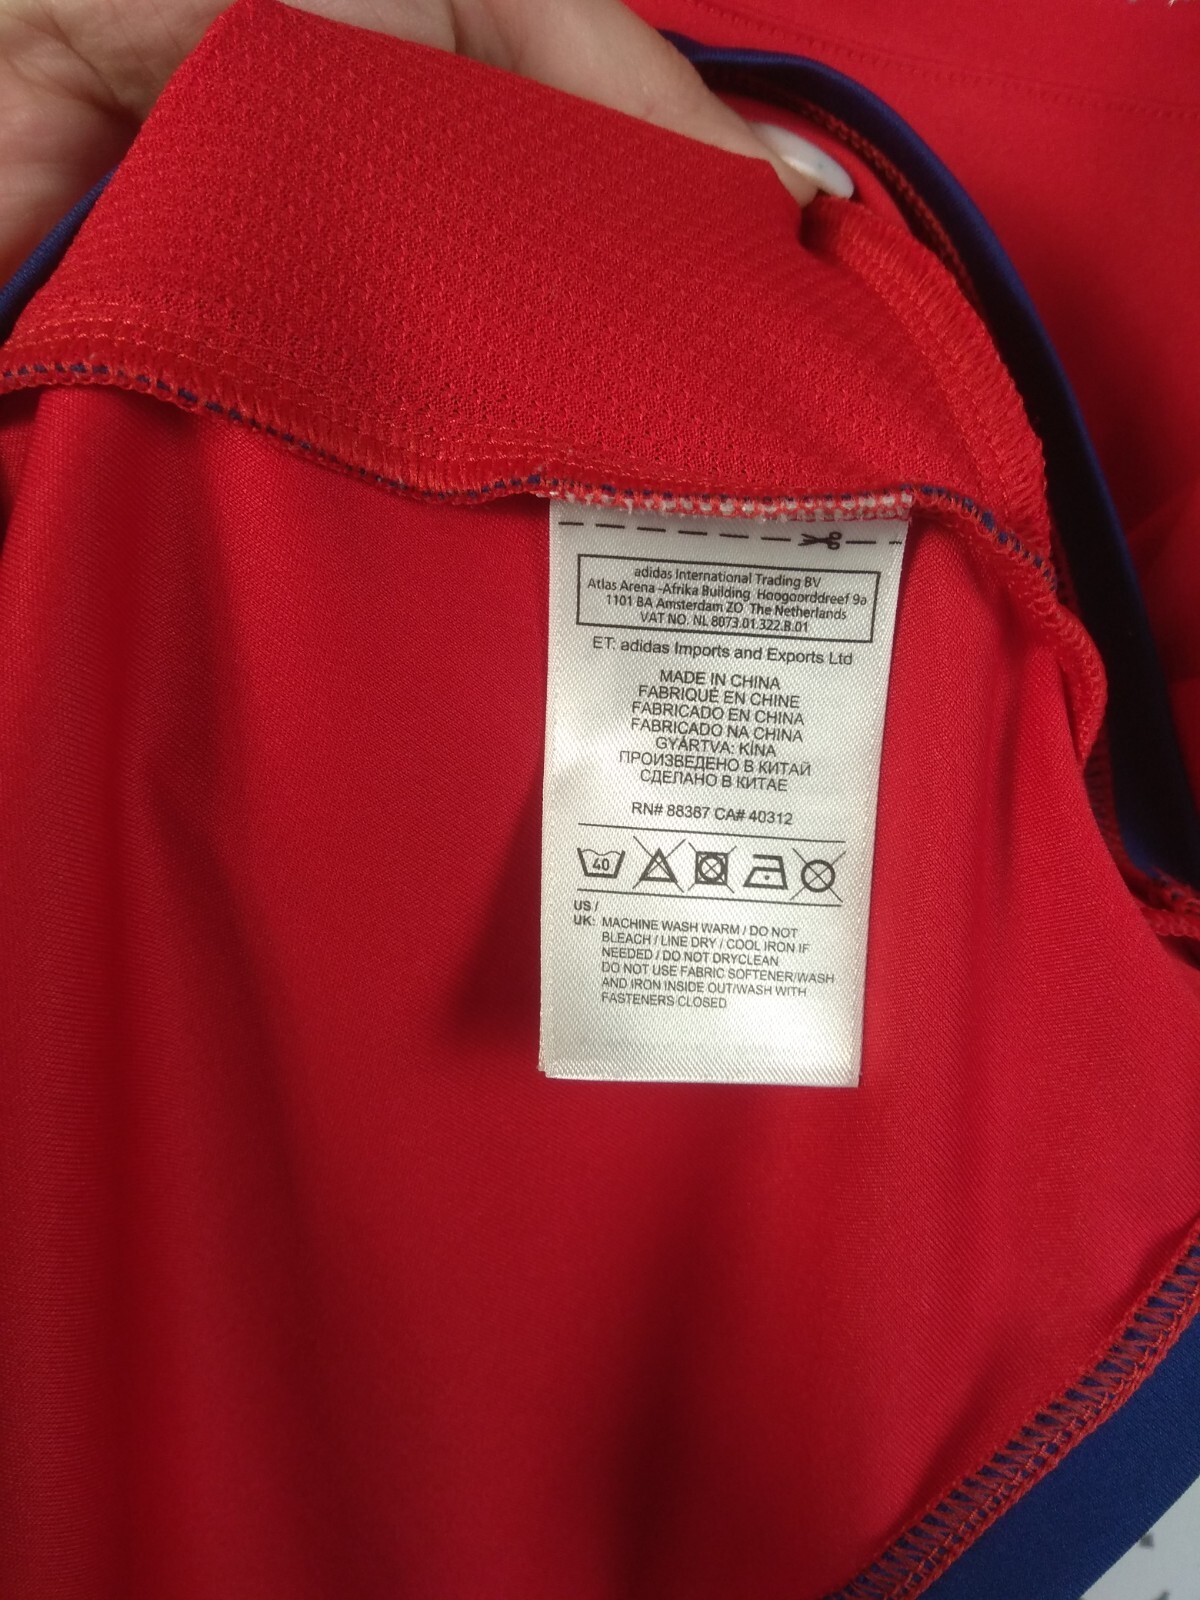 adidas International Trading BV
Atlas Arena -Afrika Building Hoogoorddreef 9a
1101 BA Amsterdam ZO The Netherlands
VAT NO. NL 8073.01.322.B.01
ET: adidas Imports and Exports Ltd
MADE IN CHINA
FABRIQUÉ EN CHINE
FABRICADO EN CHINA
FABRICADO NA CHINA
GYÁRTVA: KÍNA
ПРОИЗВЕДЕНО В КИТАЙ
СДЕЛАНО В КИТАЕ
RN# 88387 CA# 40312
40
US /
UK: MACHINE WASH WARM / DO NOT
BLEACH / LINE DRY / COOL IRON IF
NEEDED / DO NOT DRYCLEAN
DO NOT USE FABRIC SOFTENER/WASH
AND IRON INSIDE OUT/WASH WITH
FASTENERS CLOSED